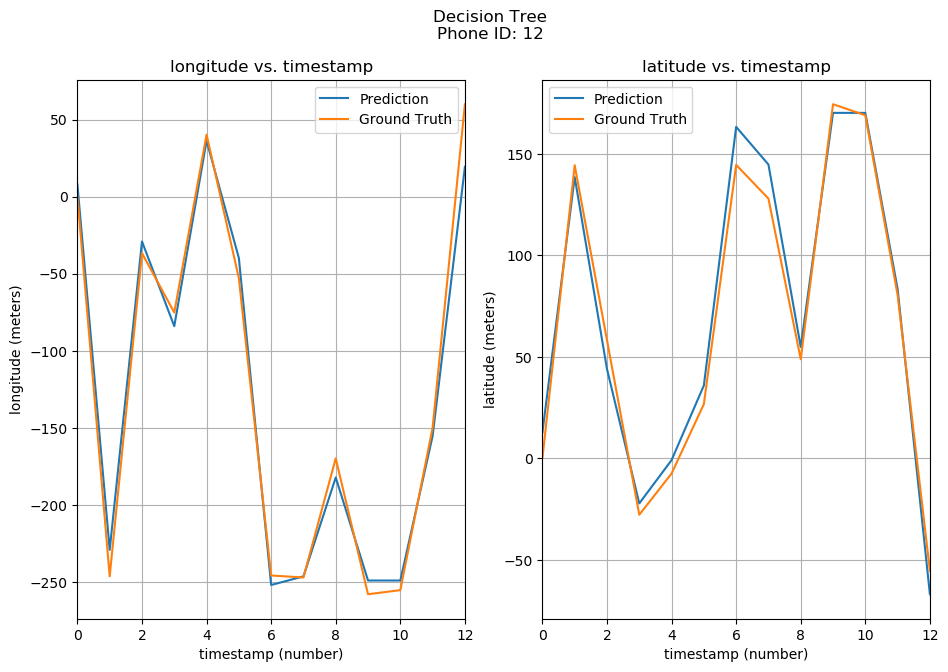 Decision Tree
Phone ID: 12
longitude vs. timestamp
Prediction
Ground Truth
50
0
−50
−100
−150
−200
−250
longitude (meters)
0 2 4 6 8 10 12
timestamp (number)
latitude vs. timestamp
Prediction
Ground Truth
150
100
50
0
−50
latitude (meters)
0 2 4 6 8 10 12
timestamp (number)